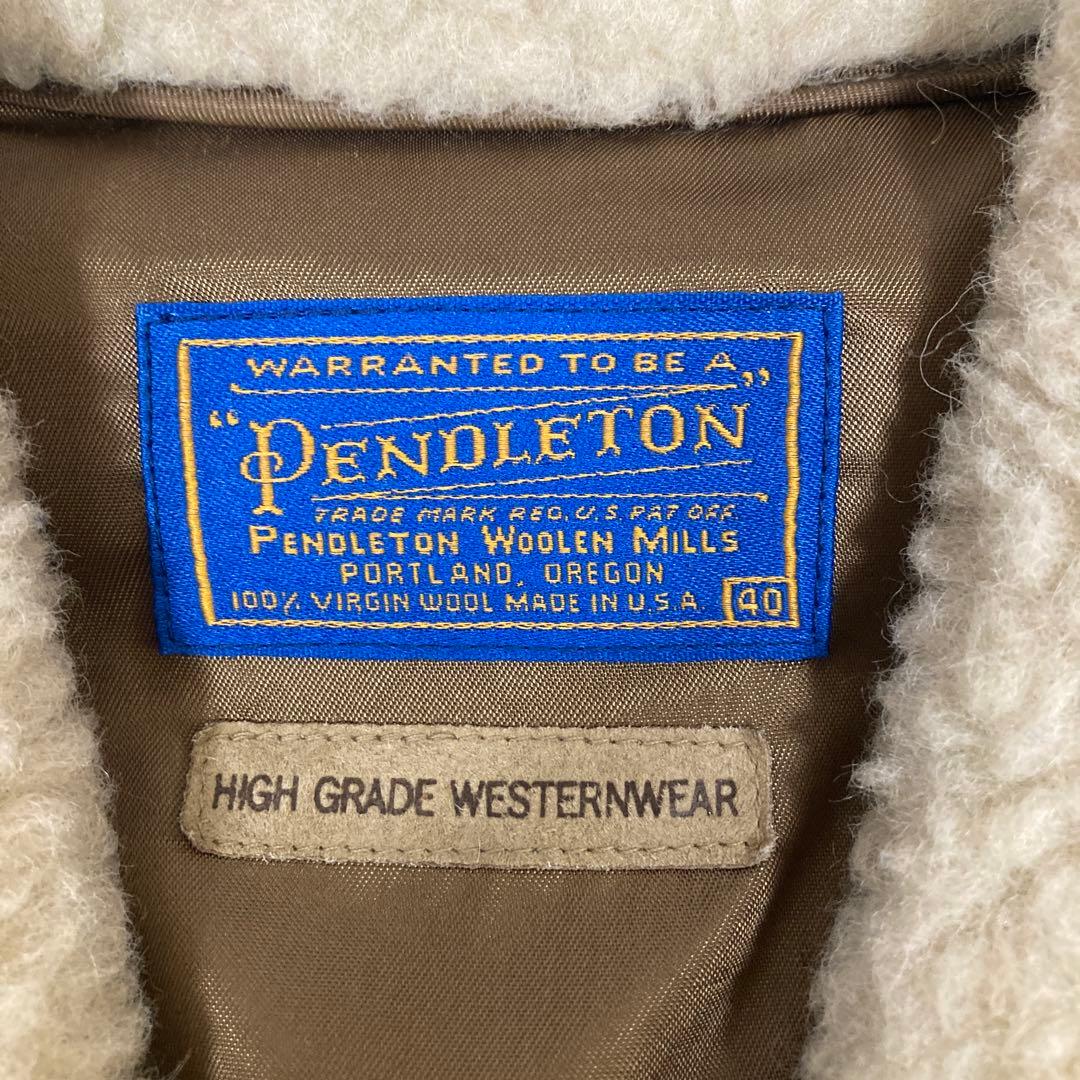 WARRANTED TO BE A
"PENDLETON"
TRADE MARK REG. U.S. PAT OFF.
PENDLETON WOOLEN MILLS
PORTLAND, OREGON
100% VIRGIN WOOL MADE IN U.S.A. 40
HIGH GRADE WESTERNWEAR